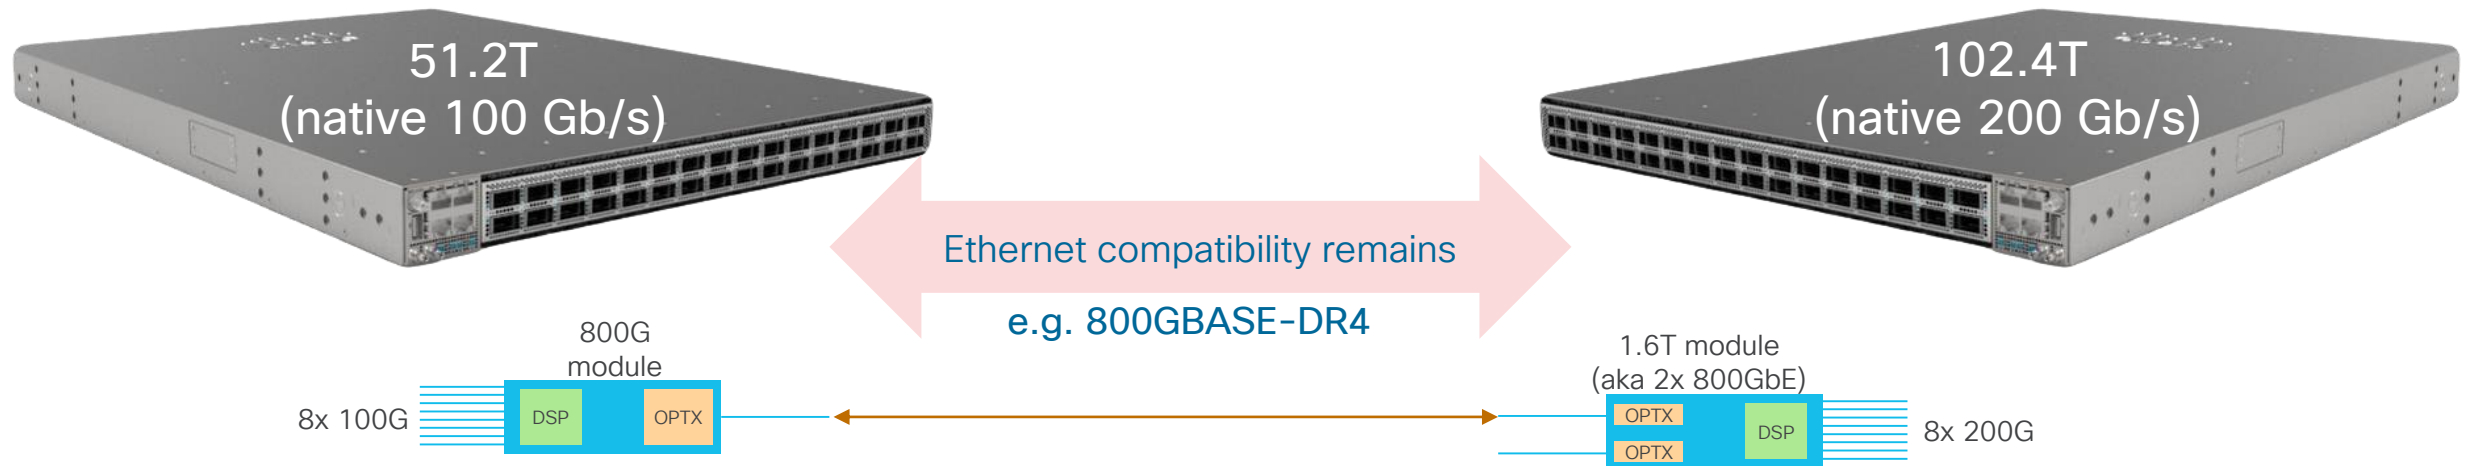 51.2T
(native 100 Gb/s)
102.4T
(native 200 Gb/s)
Ethernet compatibility remains
e.g. 800GBASE-DR4
800G
module
8x 100G
DSP
OPTX
1.6T module
(aka 2x 800GbE)
OPTX
OPTX
DSP
8x 200G